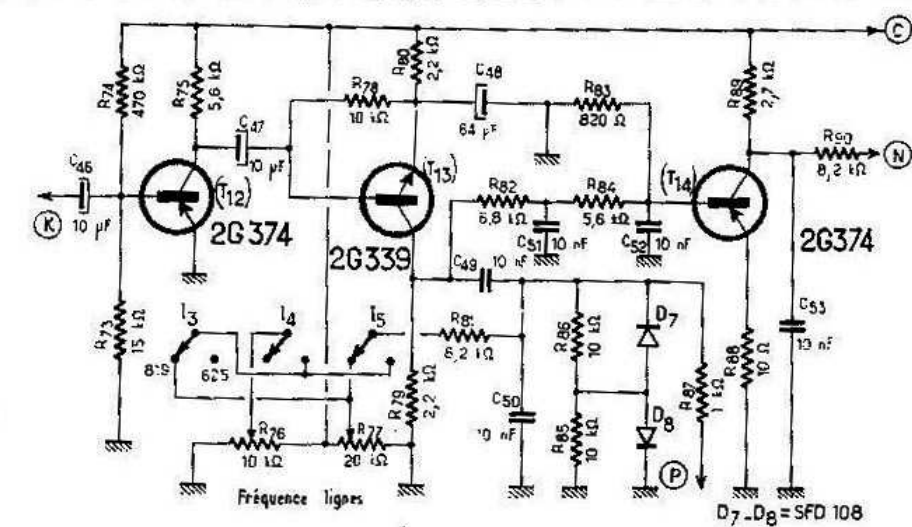 C
R74
470 kΩ
R75
5,6 kΩ
R78
10 kΩ
R80
2,2 kΩ
C48
64 µF
R83
820 Ω
R89
2,7 kΩ
R90
8,2 kΩ
N
C46
10 µF
K
(T12)
2G374
C47
10 µF
(T13)
2G339
R82
6,8 kΩ
R84
5,6 kΩ
C51
10 nF
C52
10 nF
(T14)
2G374
C49
10 nF
R73
15 kΩ
I3
I4
I5
819
625
R81
8,2 kΩ
R79
2,2 kΩ
C50
10 nF
R86
10 kΩ
D7
R85
10 kΩ
D8
R87
1 kΩ
P
R88
10 Ω
C53
10 nF
R76
10 kΩ
R77
20 kΩ
Fréquence lignes
D7-D8=SFD 108